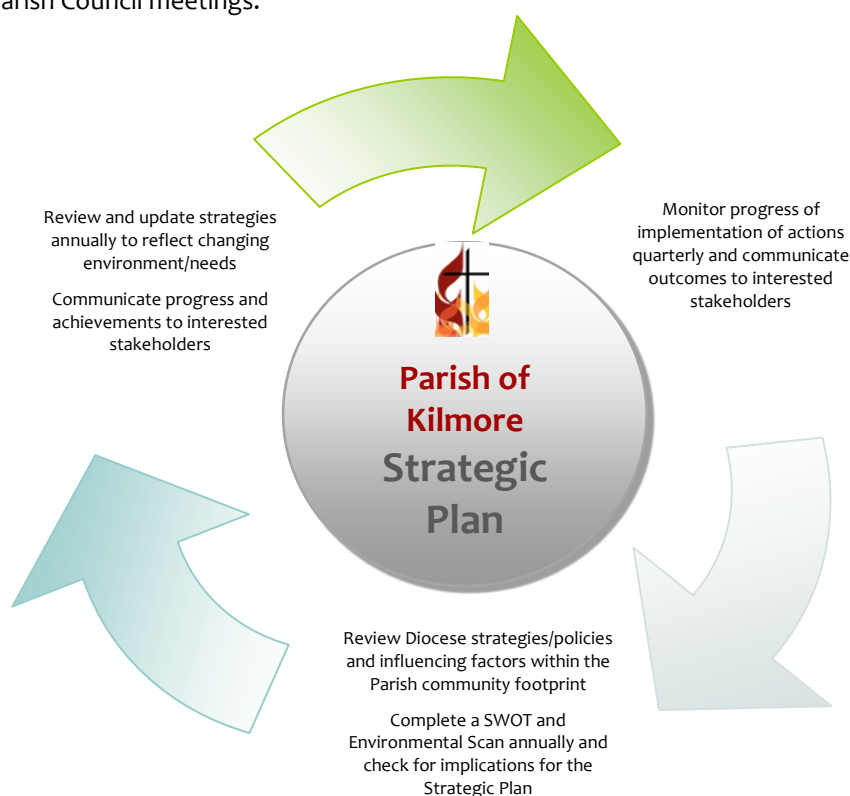 Parish Council meetings.
Review and update strategies
annually to reflect changing
environment/needs
Communicate progress and
achievements to interested
stakeholders
Monitor progress of
implementation of actions
quarterly and communicate
outcomes to interested
stakeholders
Parish of
Kilmore
Strategic
Plan
Review Diocese strategies/policies
and influencing factors within the
Parish community footprint
Complete a SWOT and
Environmental Scan annually and
check for implications for the
Strategic Plan